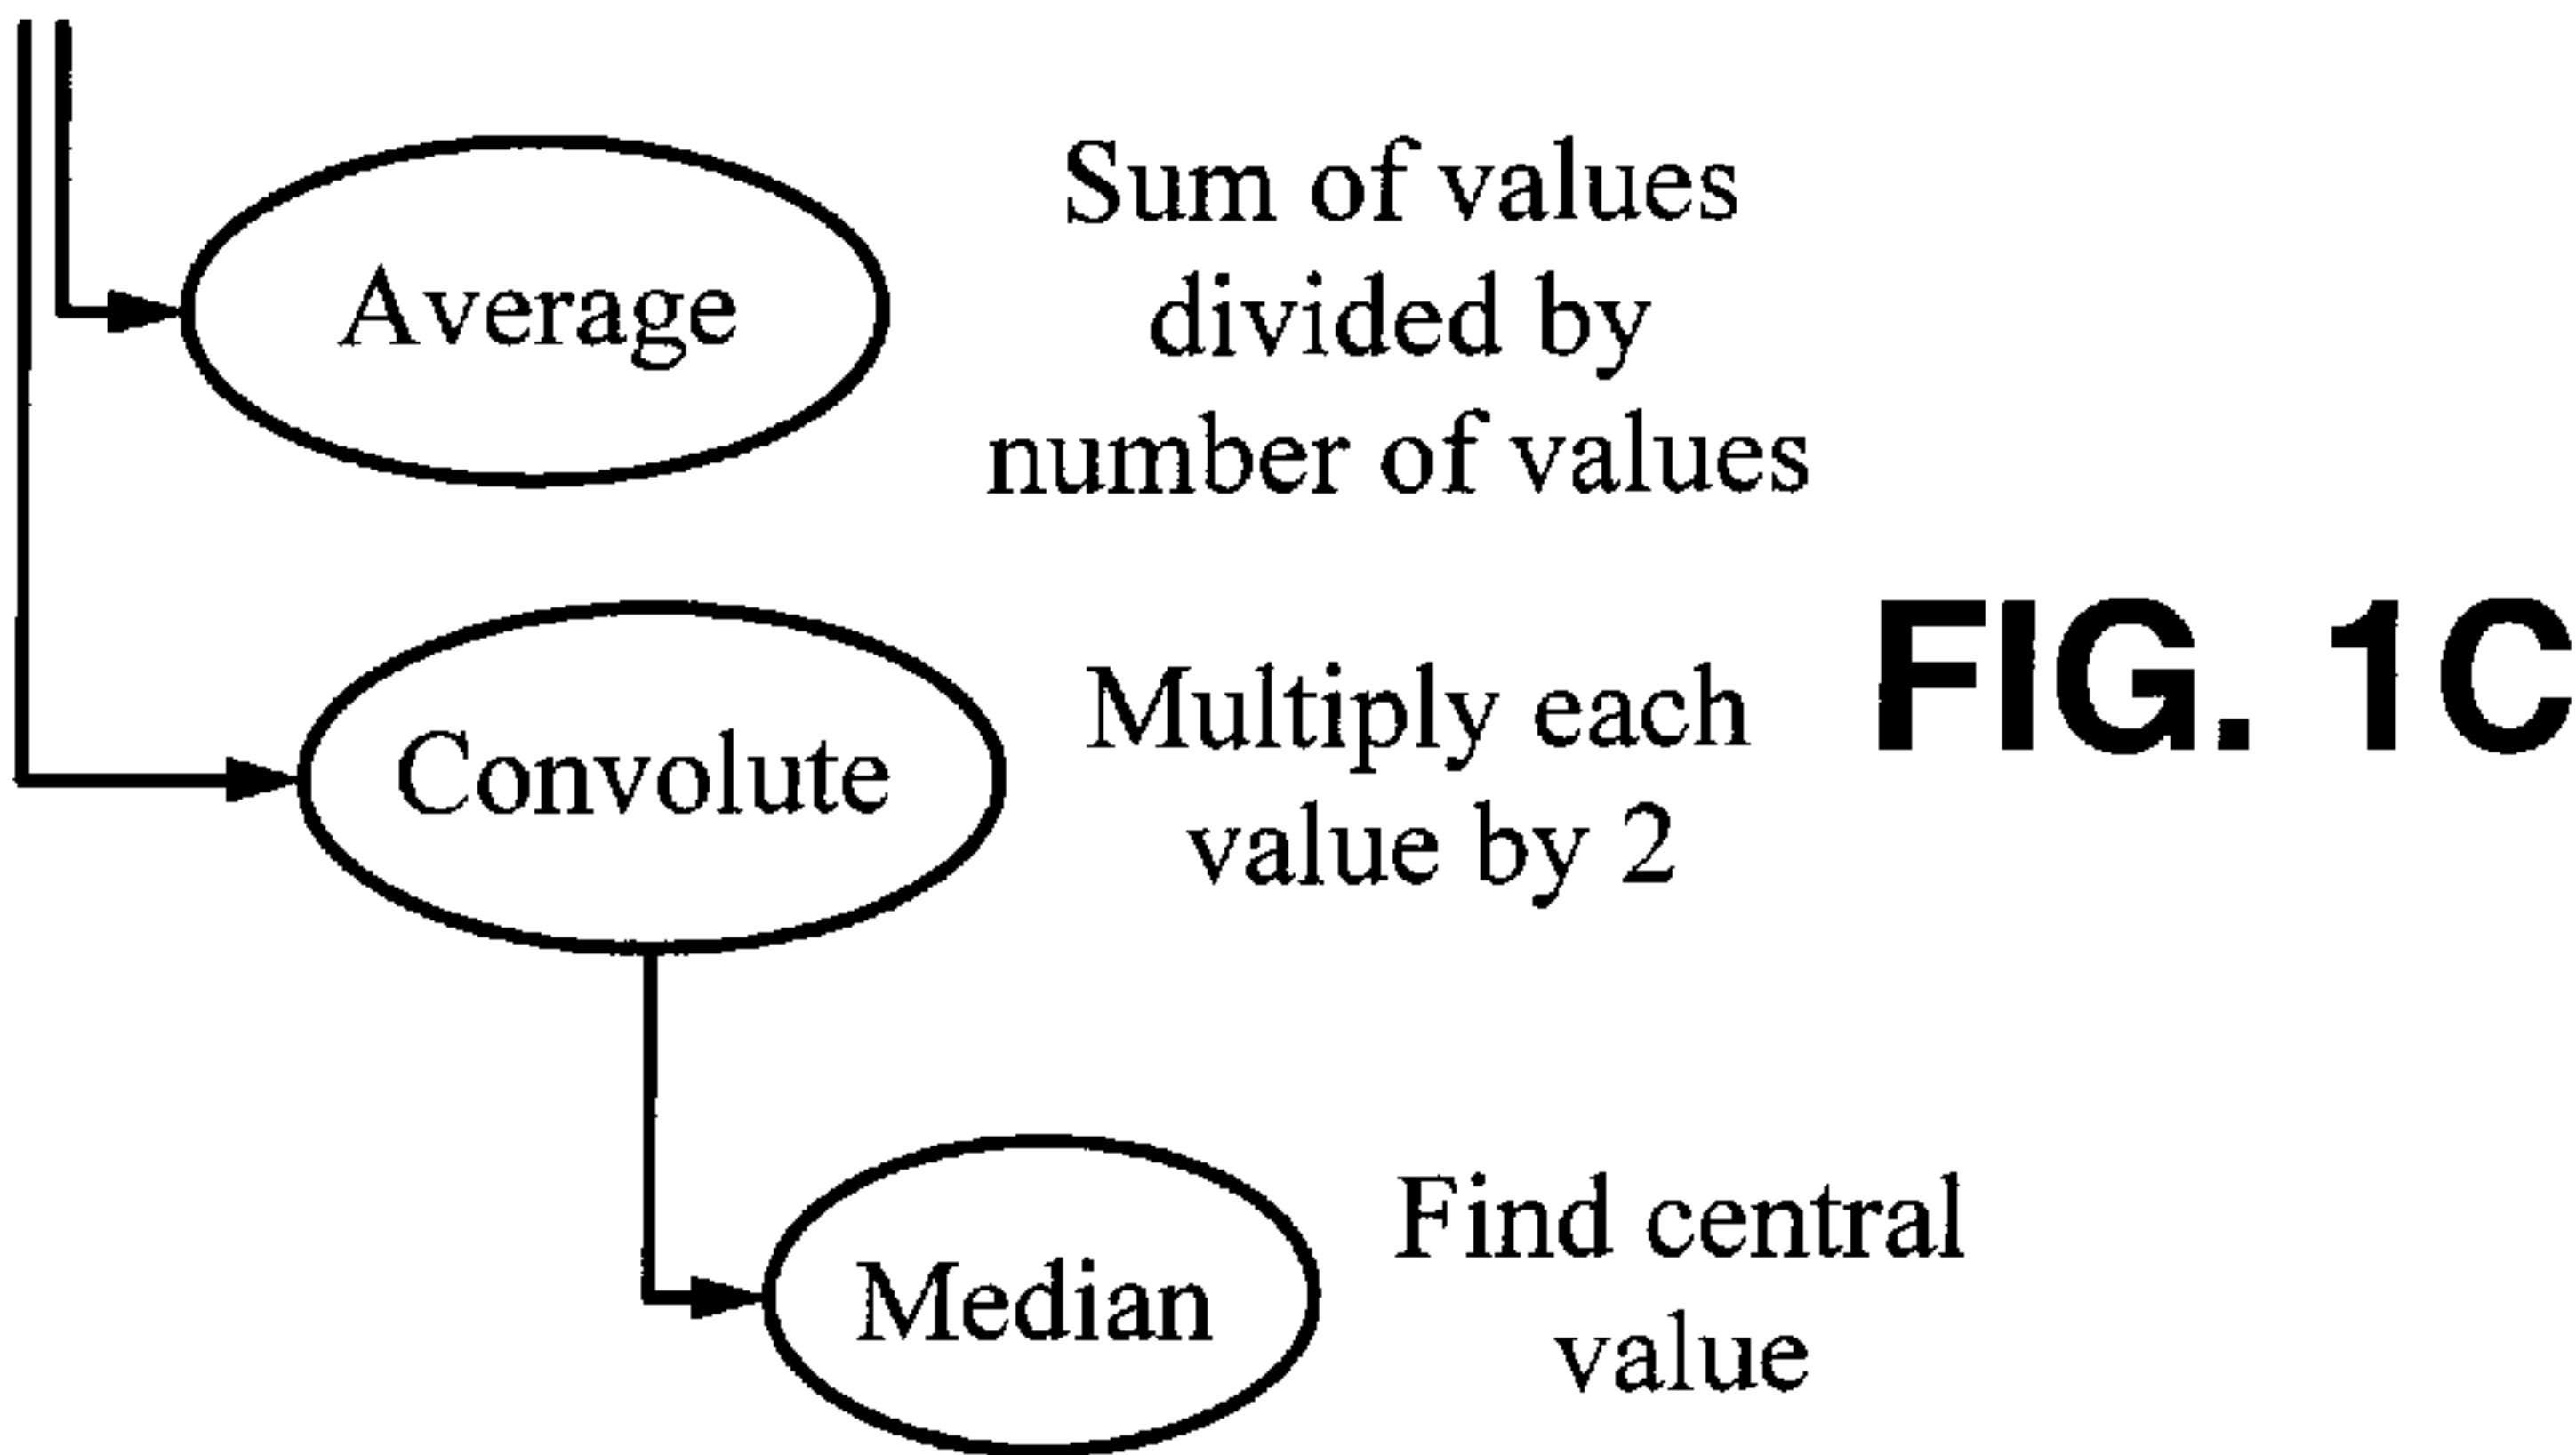 Average
Sum of values
divided by
number of values
Convolute
Multiply each
value by 2
FIG. 1C
Median
Find central
value